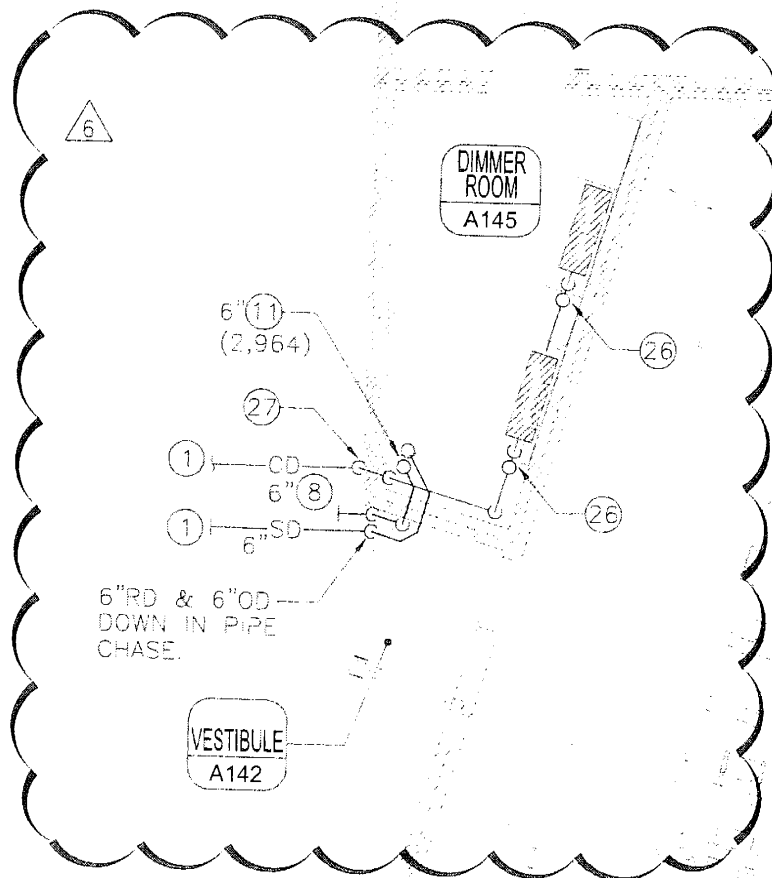 6
DIMMER
ROOM
A145
6" 11
(2,964)
26
27
1 CD
6" 8
26
1 SD
6"
6"RD & 6"OD
DOWN IN PIPE
CHASE.
VESTIBULE
A142